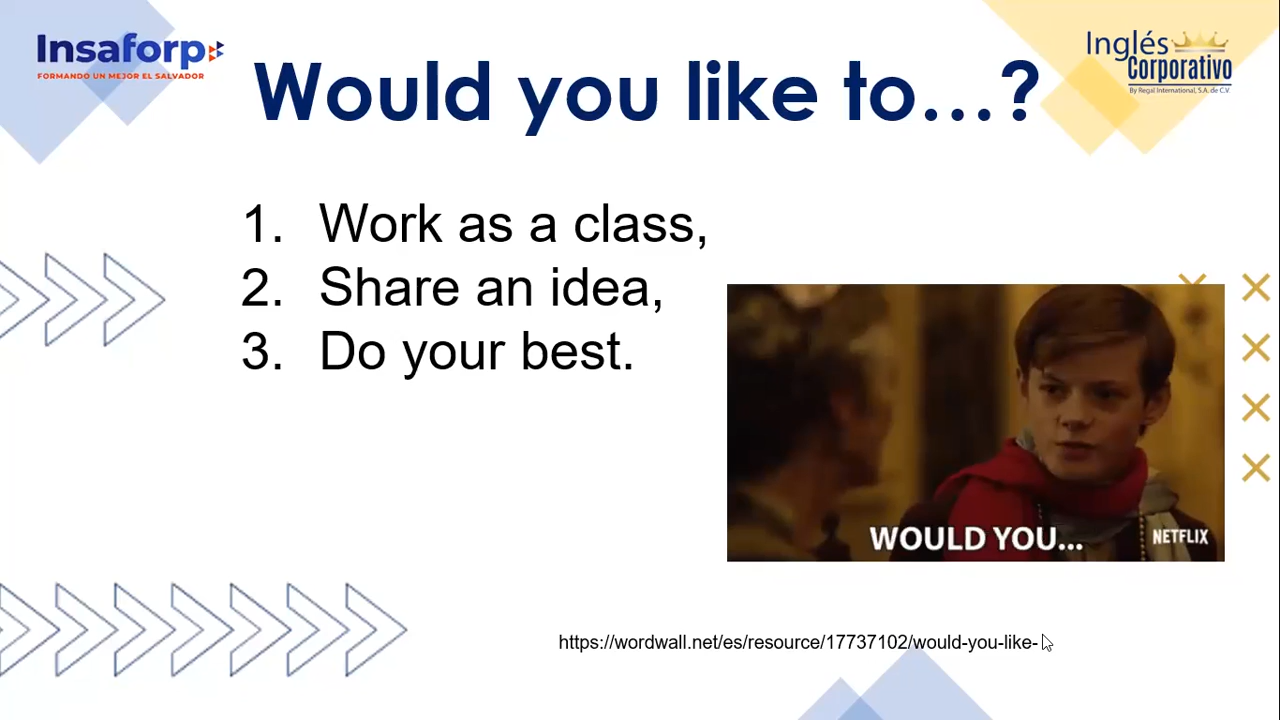 Insaforp
FORMANDO UN MEJOR EL SALVADOR
Inglés
Corporativo
By Regal International, S.A. de C.V.
Would you like to...?
1. Work as a class,
2. Share an idea,
3. Do your best.
WOULD YOU...
NETFLIX
https://wordwall.net/es/resource/17737102/would-you-like-